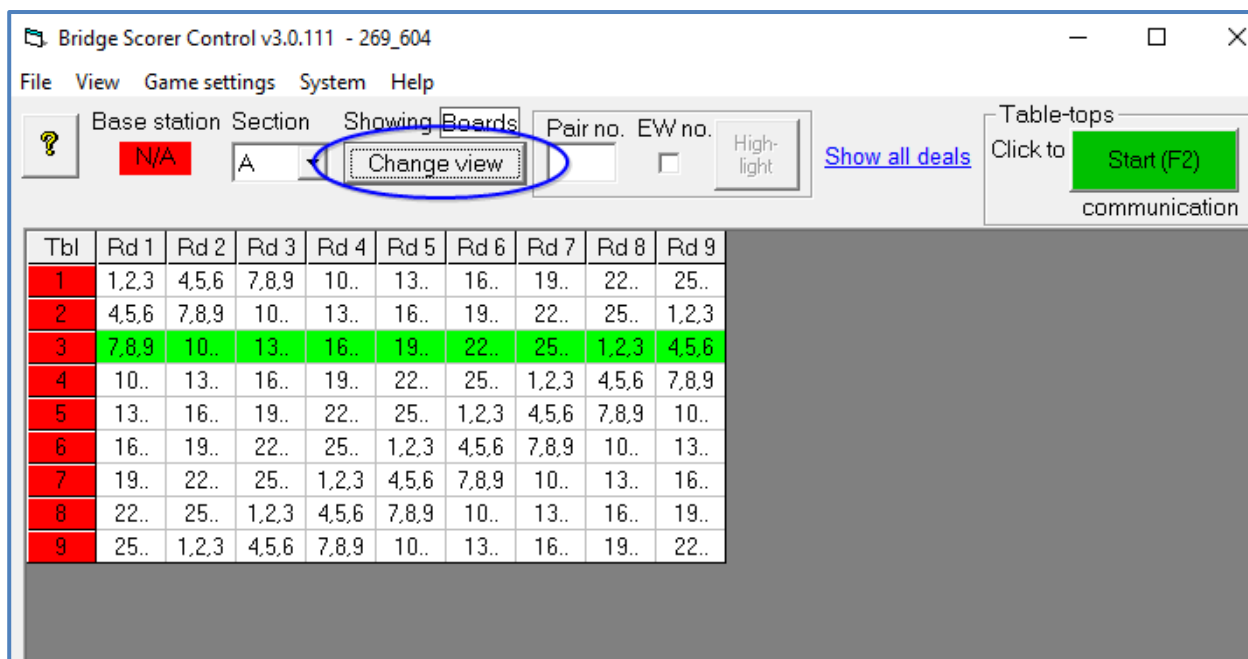 Bridge Scorer Control v3.0.111 - 269_604
File View Game settings System Help
Base station Section Showing Boards Pair no. EW no. Table-tops
? N/A A Change view High-light Show all deals Click to Start (F2)
communication
Tbl Rd 1 Rd 2 Rd 3 Rd 4 Rd 5 Rd 6 Rd 7 Rd 8 Rd 9
1 1,2,3 4,5,6 7,8,9 10.. 13.. 16.. 19.. 22.. 25..
2 4,5,6 7,8,9 10.. 13.. 16.. 19.. 22.. 25.. 1,2,3
3 7,8,9 10.. 13.. 16.. 19.. 22.. 25.. 1,2,3 4,5,6
4 10.. 13.. 16.. 19.. 22.. 25.. 1,2,3 4,5,6 7,8,9
5 13.. 16.. 19.. 22.. 25.. 1,2,3 4,5,6 7,8,9 10..
6 16.. 19.. 22.. 25.. 1,2,3 4,5,6 7,8,9 10.. 13..
7 19.. 22.. 25.. 1,2,3 4,5,6 7,8,9 10.. 13.. 16..
8 22.. 25.. 1,2,3 4,5,6 7,8,9 10.. 13.. 16.. 19..
9 25.. 1,2,3 4,5,6 7,8,9 10.. 13.. 16.. 19.. 22..